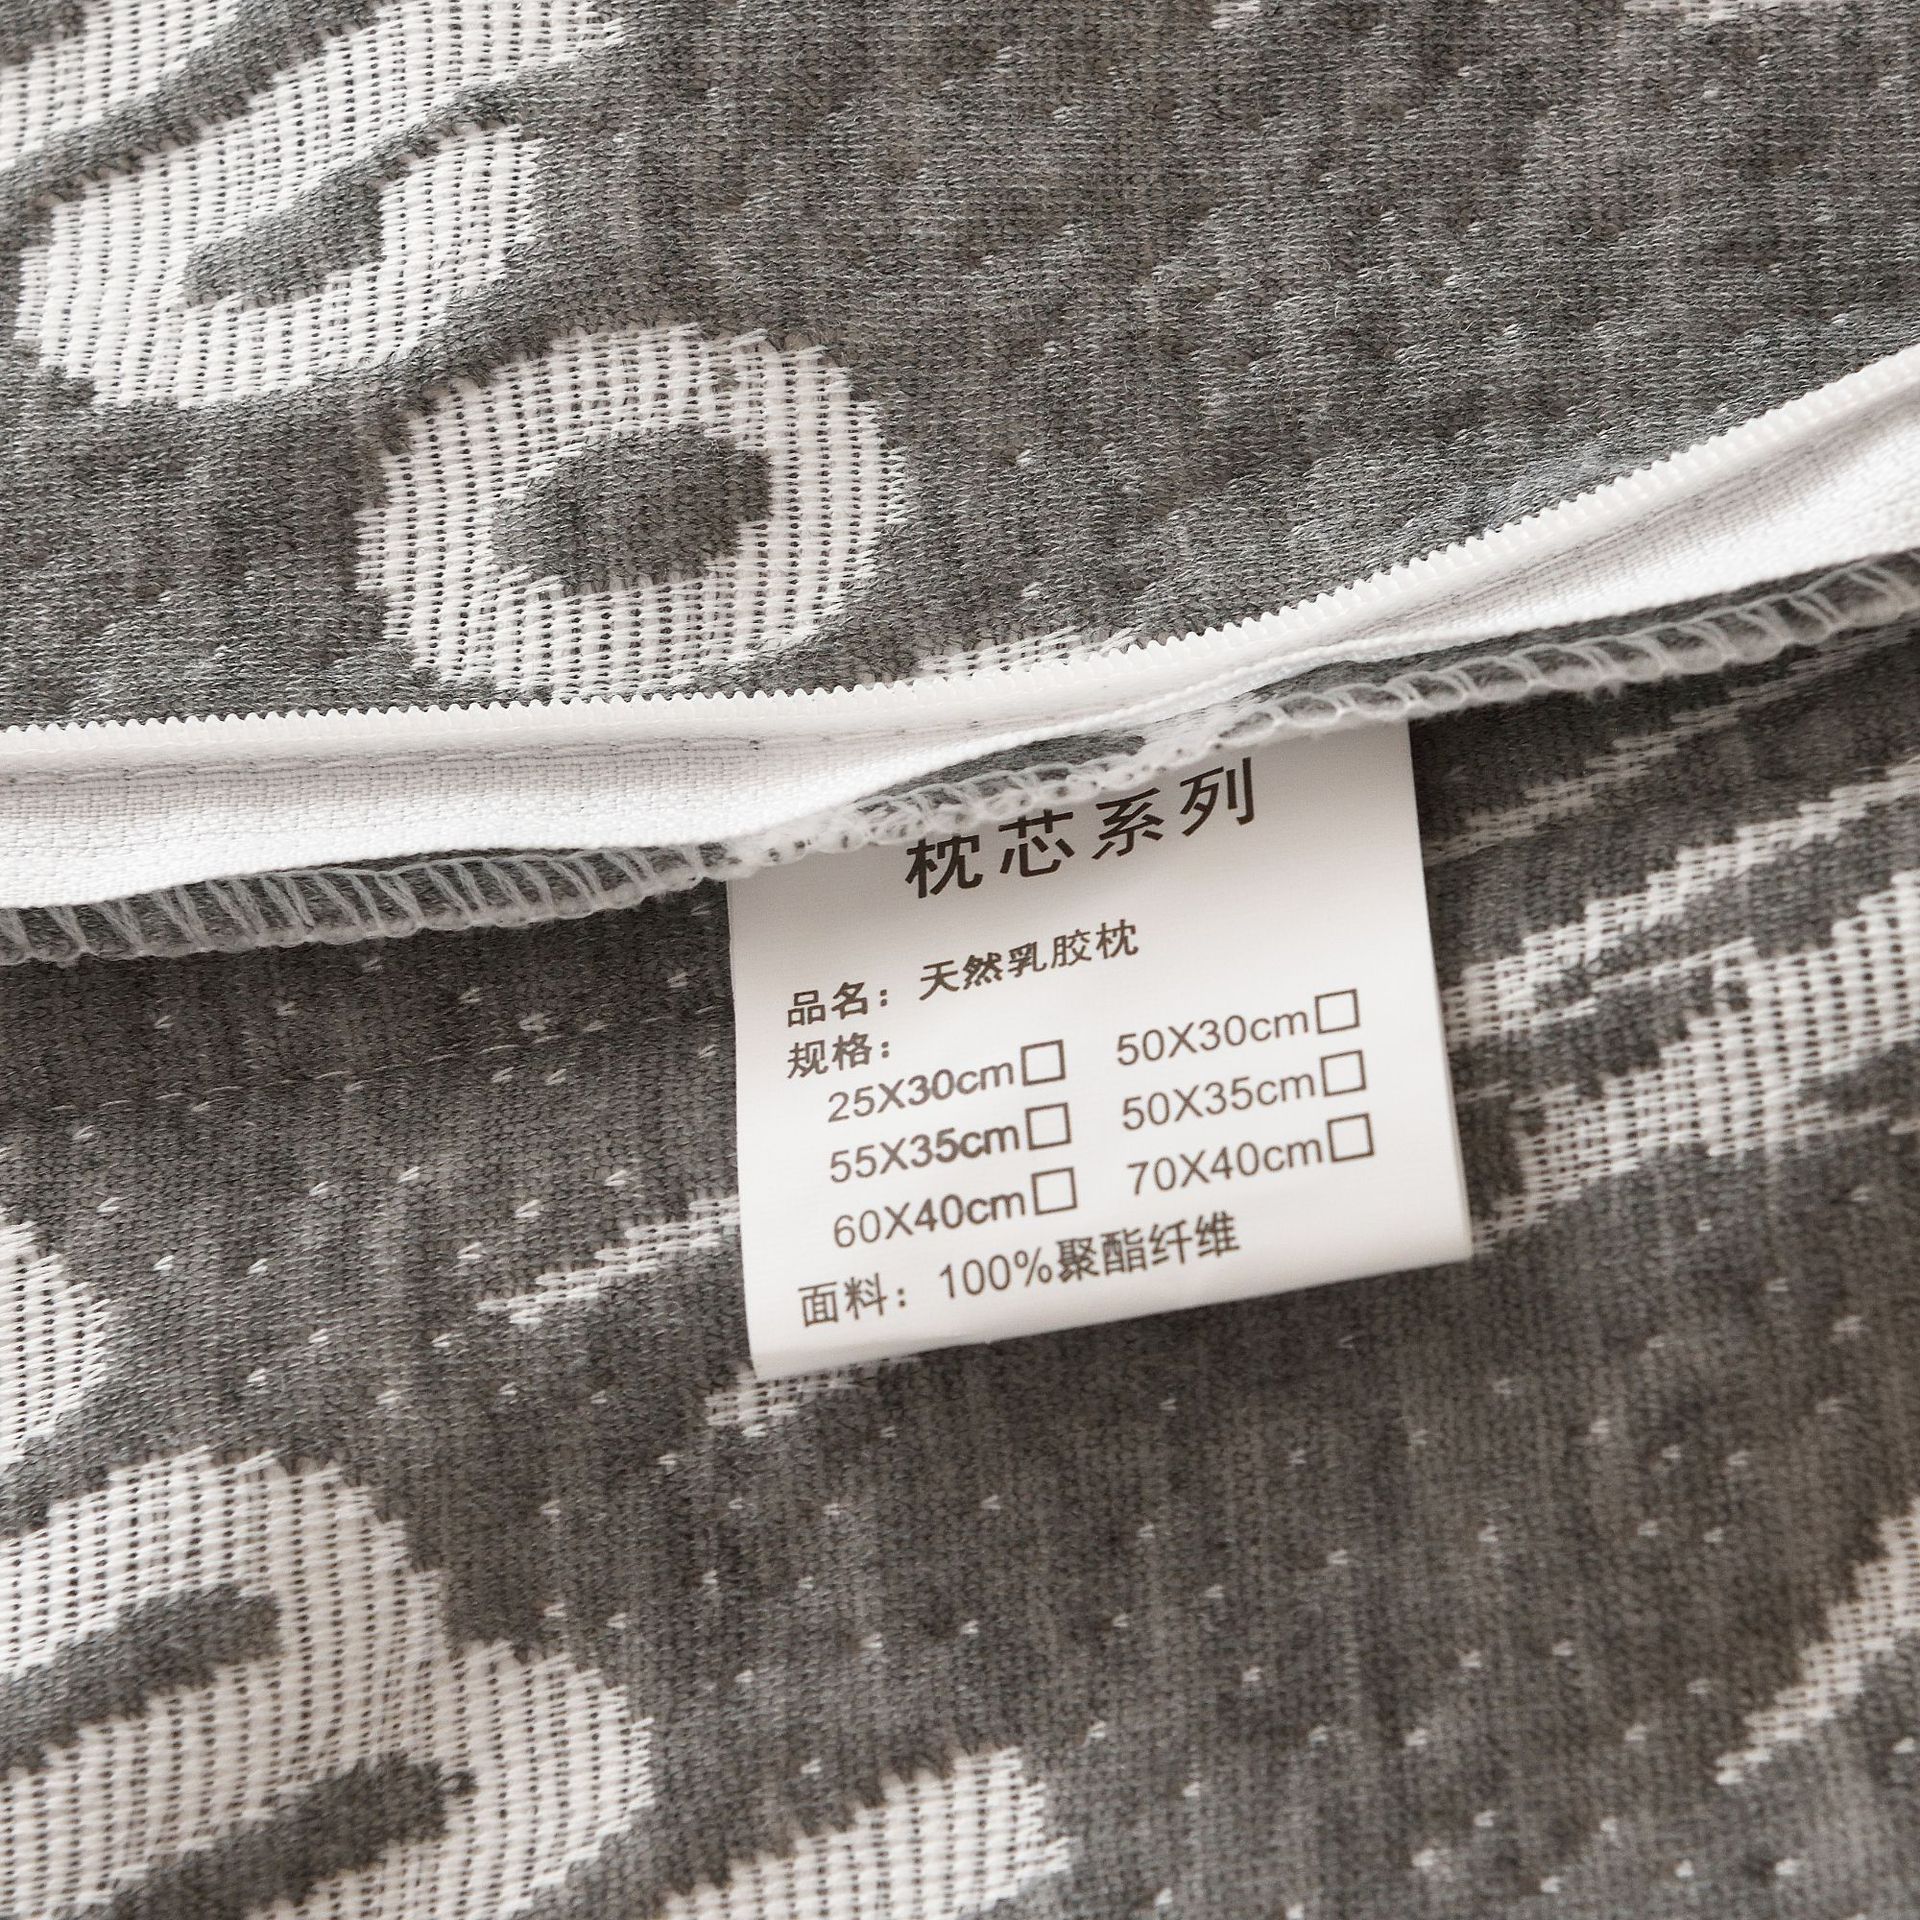 枕芯系列
品名：天然乳胶枕
规格：
25X30cm□ 50X30cm□
55X35cm□ 50X35cm□
60X40cm□ 70X40cm□
面料：100%聚酯纤维